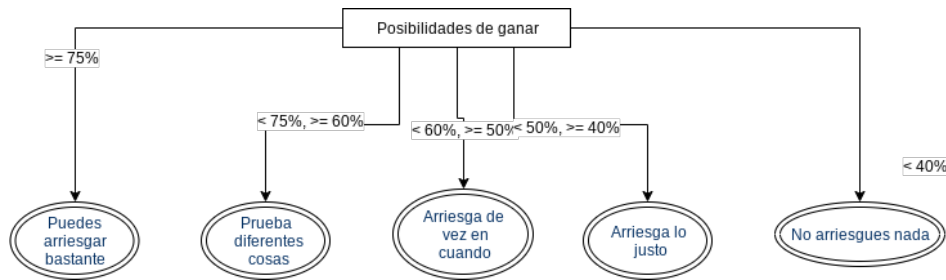 Posibilidades de ganar
>= 75%
< 75%, >= 60%
< 60%, >= 50%
< 50%, >= 40%
< 40%
Puedes
arriesgar
bastante
Prueba
diferentes
cosas
Arriesga de
vez en
cuando
Arriesga lo
justo
No arriesgues nada